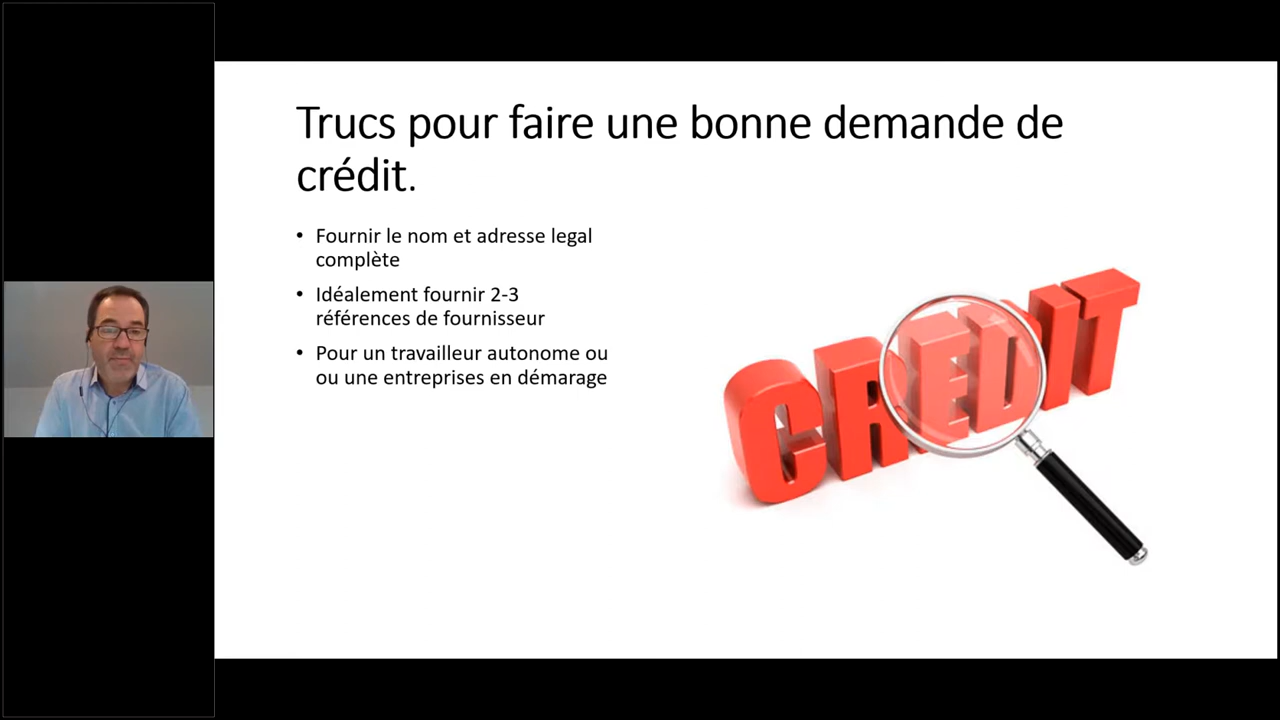 Trucs pour faire une bonne demande de
crédit.
• Fournir le nom et adresse legal
complète
• Idéalement fournir 2-3
références de fournisseur
• Pour un travailleur autonome ou
ou une entreprises en démarage
CREDIT